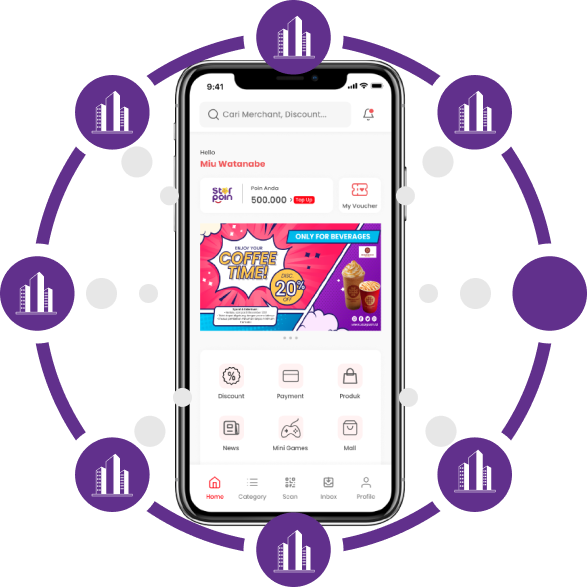 9:41
Cari Merchant, Discount...
Hello
Miu Watanabe
Star
poin
Poin Anda
500.000 > Top Up
My Voucher
ONLY FOR BEVERAGES
ENJOY YOUR
COFFEE
TIME!
DISC
20%
OFF
Discount Payment Produk
News Mini Games Mall
Home Category Scan Inbox Profile